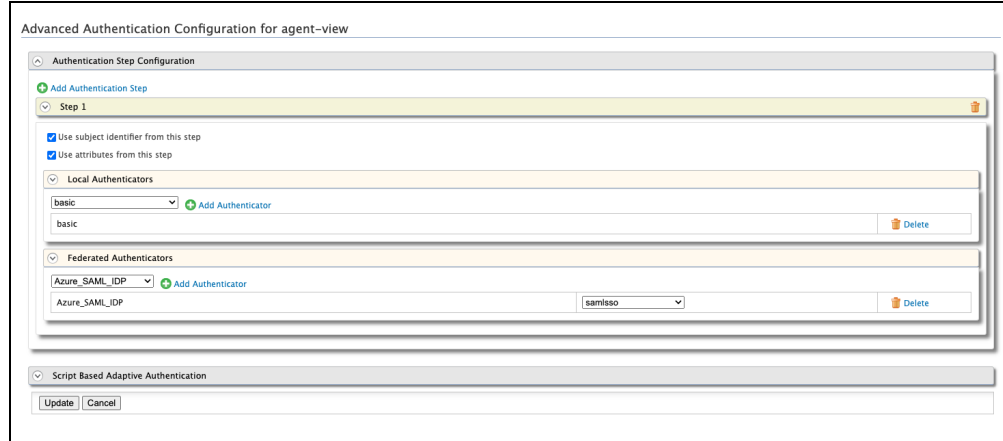 Advanced Authentication Configuration for agent-view
Authentication Step Configuration
Add Authentication Step
Step 1
Use subject identifier from this step
Use attributes from this step
Local Authenticators
basic Add Authenticator
basic Delete
Federated Authenticators
Azure_SAML_IDP Add Authenticator
Azure_SAML_IDP samlsso Delete
Script Based Adaptive Authentication
Update Cancel